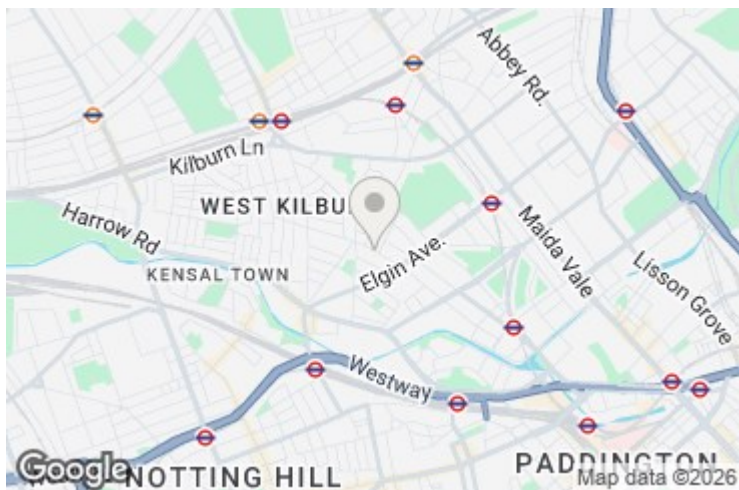 Abbey Rd.
Kilburn Ln
WEST KILBU
Harrow Rd
Elgin Ave.
Maida Vale
KENSAL TOWN
Lisson Grove
Westway
PADDINGTON
Google
NOTTING HILL
Map data ©2026